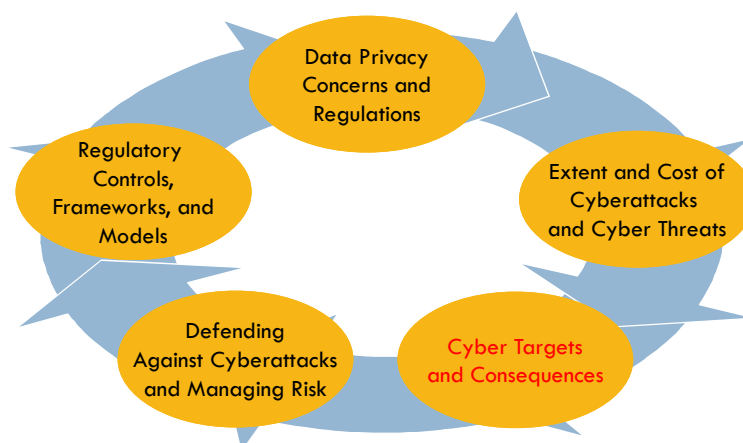 Data Privacy
Concerns and
Regulations
Extent and Cost of
Cyberattacks
and Cyber Threats
Cyber Targets
and Consequences
Defending
Against Cyberattacks
and Managing Risk
Regulatory
Controls,
Frameworks, and
Models